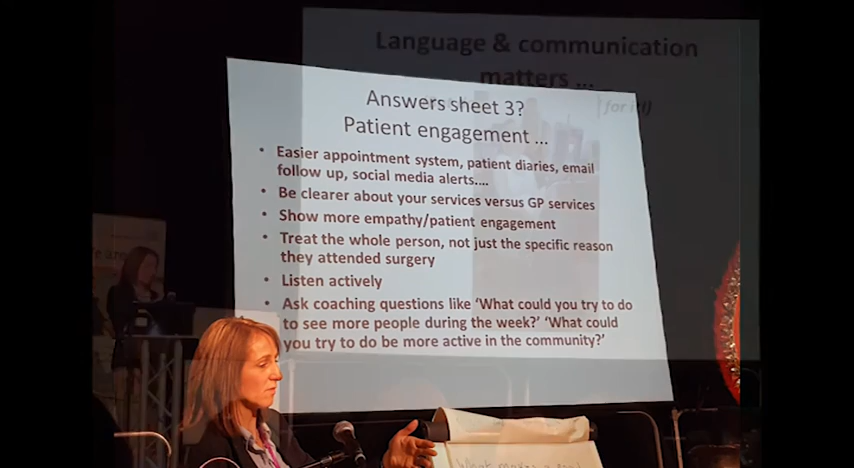 Language & communication
matters ...
for it!)
Answers sheet 3?
Patient engagement ...
• Easier appointment system, patient diaries, email
follow up, social media alerts....
• Be clearer about your services versus GP services
• Show more empathy/patient engagement
• Treat the whole person, not just the specific reason
they attended surgery
• Listen actively
• Ask coaching questions like ‘What could you try to do
to see more people during the week?’ ‘What could
you try to do be more active in the community?’